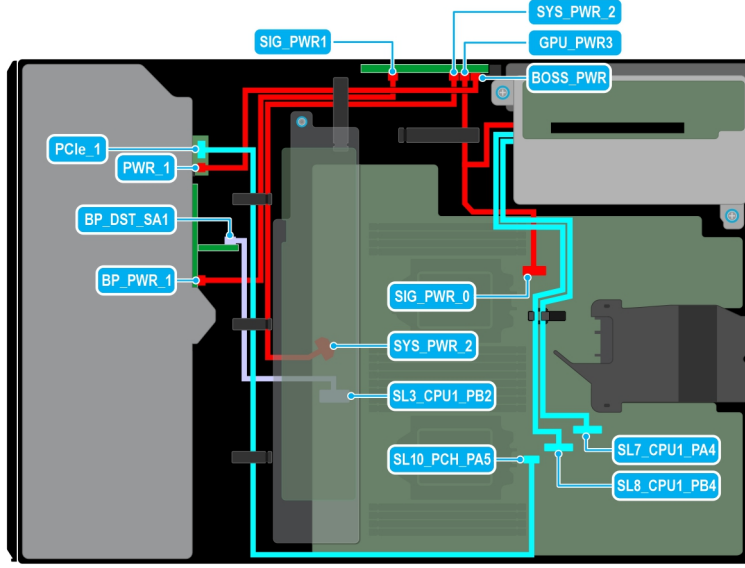 SYS_PWR_2
SIG_PWR1
GPU_PWR3
BOSS_PWR
PCIe_1
PWR_1
BP_DST_SA1
BP_PWR_1
SIG_PWR_0
SYS_PWR_2
SL3_CPU1_PB2
SL7_CPU1_PA4
SL10_PCH_PA5
SL8_CPU1_PB4